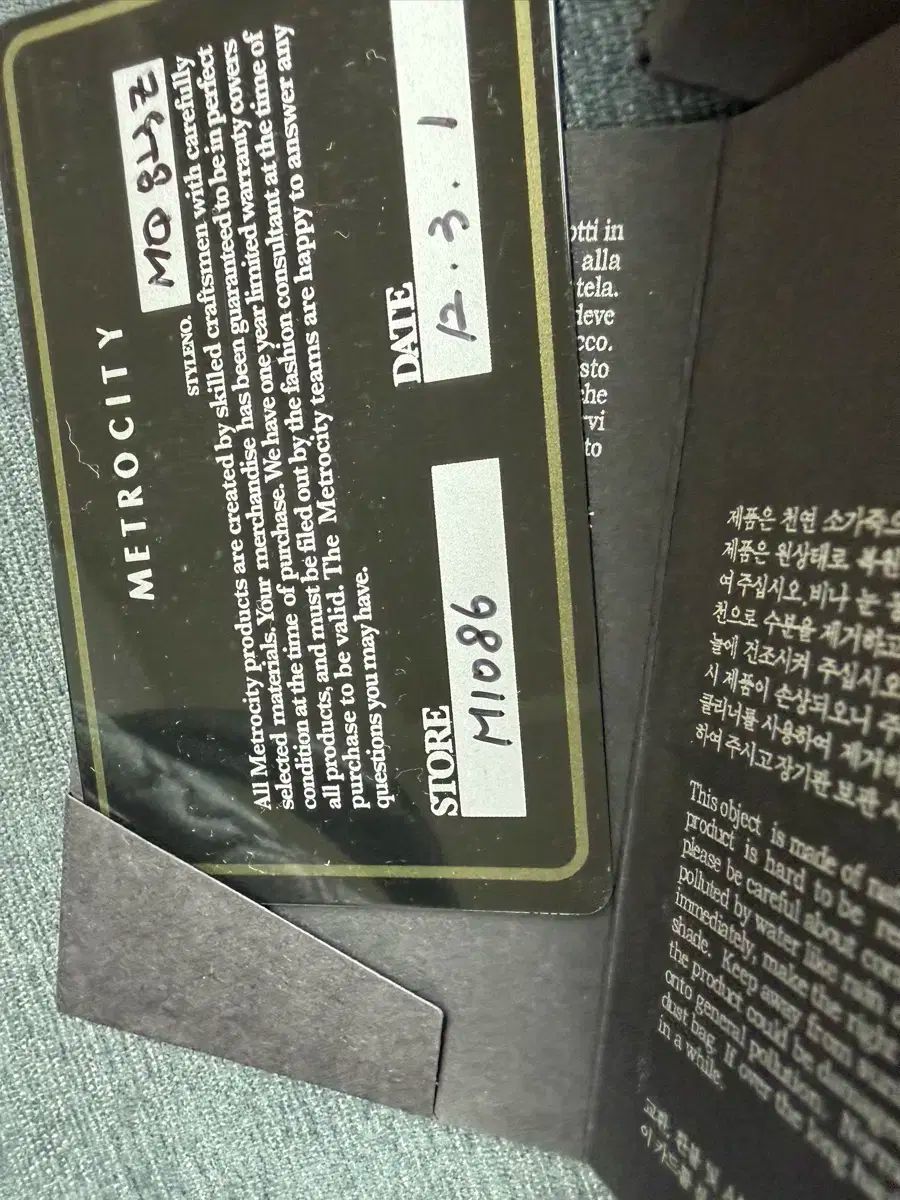 METROCITY
STYLENO.
All Metrocity products are created by skilled craftsmen with carefully
selected materials. Your merchandise has been guaranteed to be in perfect
condition at the time of purchase. We have one year limited warranty covers
all products, and must be filed out by the fashion consultant at the time of
purchase to be valid. The Metrocity teams are happy to answer any
questions you may have.
STORE M1086
DATE 12.3.1
otti in
alla
tela.
deve
cco.
sto
che
rvi
to
제품은 천연 소가죽으
제품은 원상태로 복원
여 주십시오. 비나 눈
천으로 수분을 제거하고
늘에 건조시켜 주십시오
시 제품이 손상되오니
클리너를 사용하여 제거하
하여 주시고 장기간 보관 시
This object is made of
product is hard to be
please be careful about
polluted by water like rain
immediately, make the right
shade. Keep away from
the product could be
onto general pollution.
dust bag. If over the long
in a while.